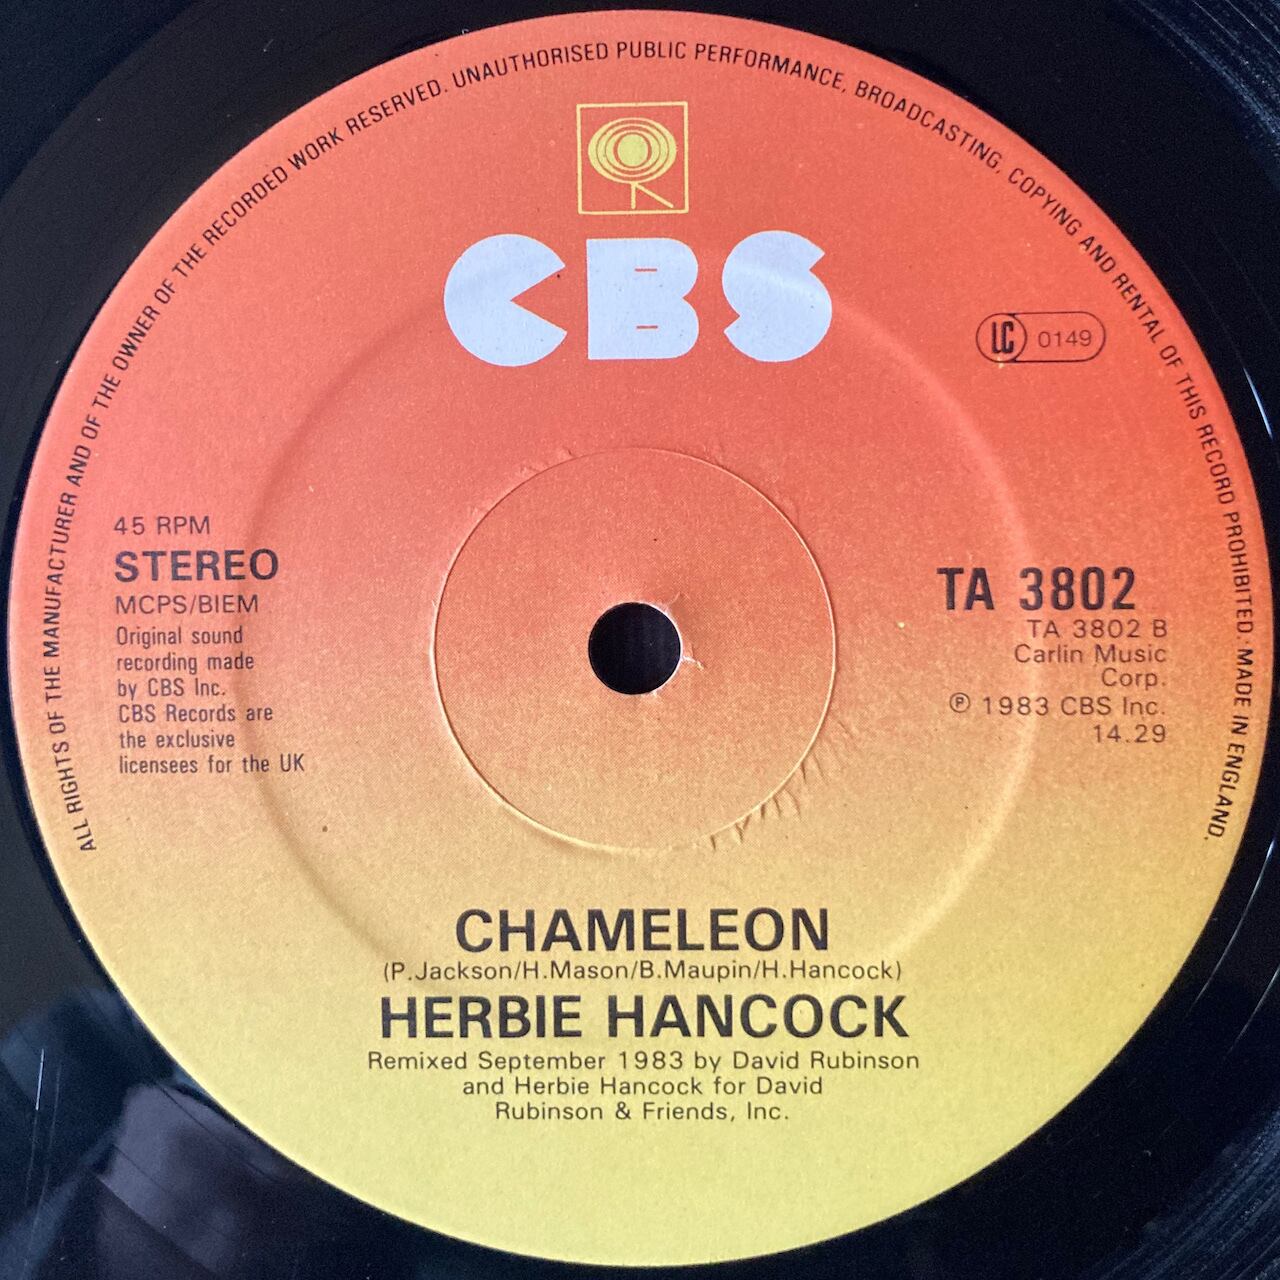 ALL RIGHTS OF THE MANUFACTURER AND OF THE OWNER OF THE RECORDED WORK RESERVED. UNAUTHORISED PUBLIC PERFORMANCE, BROADCASTING, COPYING AND RENTAL OF THIS RECORD PROHIBITED · MADE IN ENGLAND.
CBS
LC 0149
45 RPM
STEREO
MCPS/BIEM
Original sound
recording made
by CBS Inc.
CBS Records are
the exclusive
licensees for the UK
TA 3802
TA 3802 B
Carlin Music
Corp.
℗ 1983 CBS Inc.
14.29
CHAMELEON
(P.Jackson/H.Mason/B.Maupin/H.Hancock)
HERBIE HANCOCK
Remixed September 1983 by David Rubinson
and Herbie Hancock for David
Rubinson & Friends, Inc.